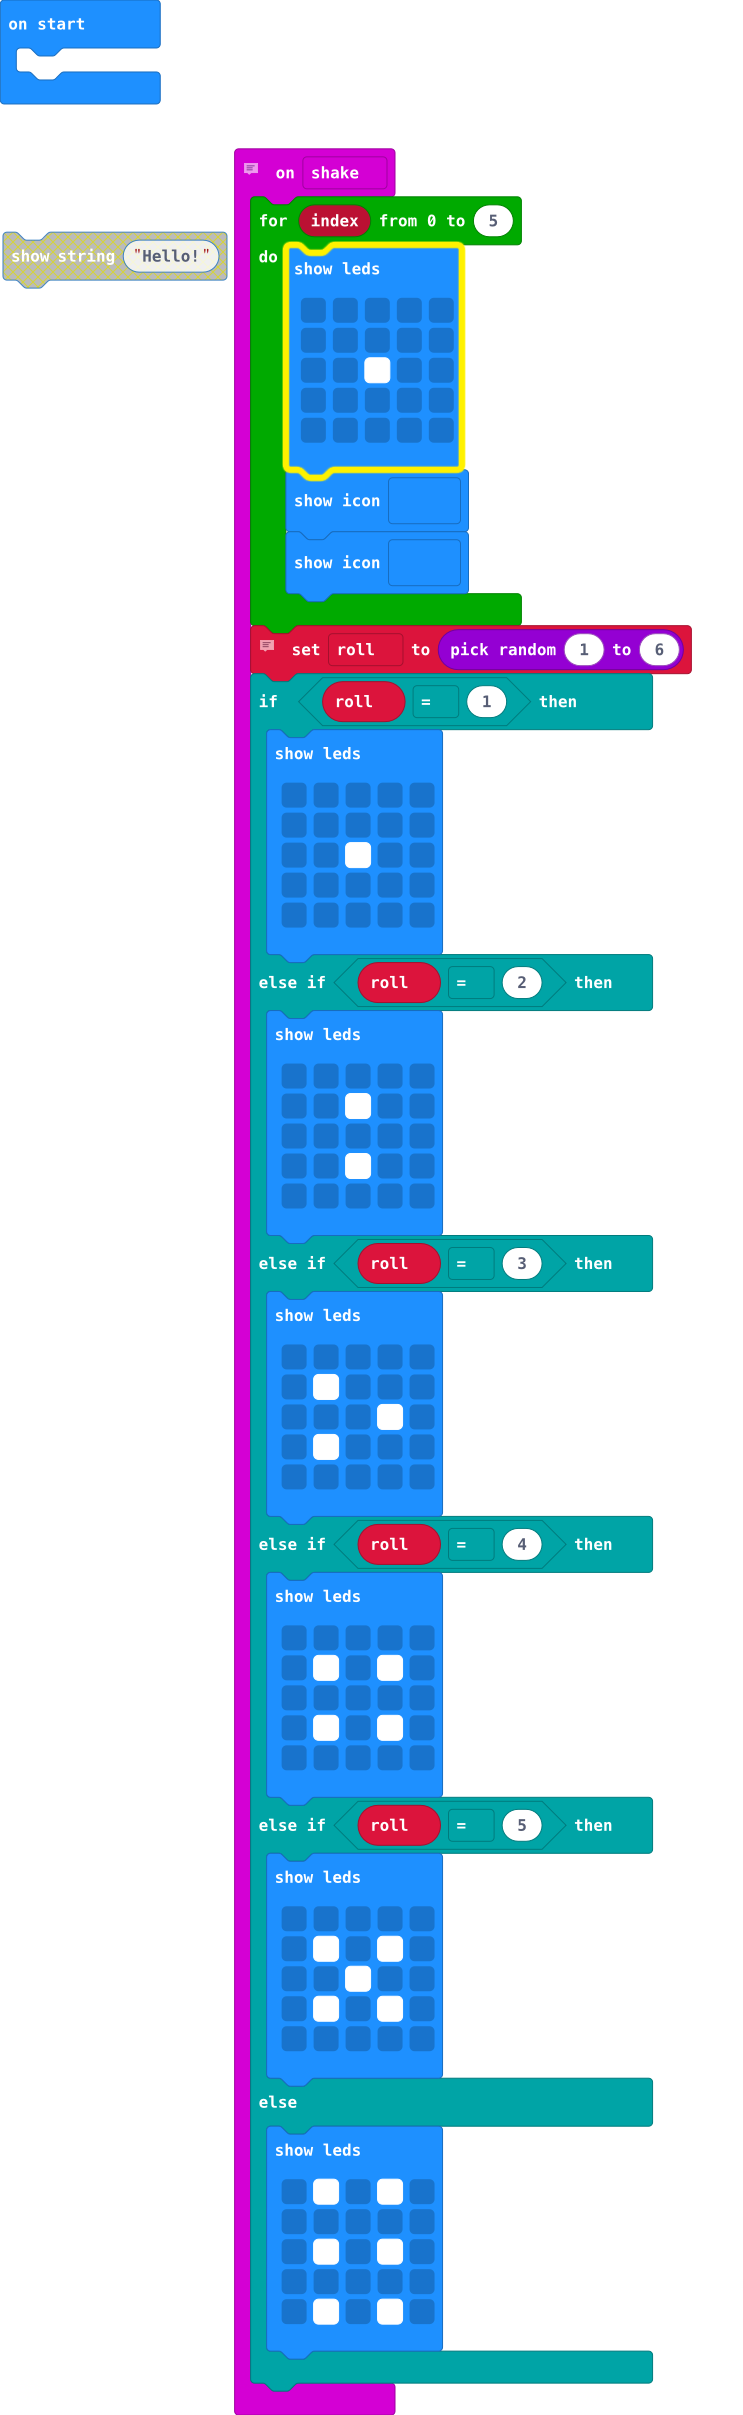 on start
on shake
for index from 0 to 5
show string "Hello!"
do
show leds
show icon
show icon
set roll to pick random 1 to 6
if roll = 1 then
show leds
else if roll = 2 then
show leds
else if roll = 3 then
show leds
else if roll = 4 then
show leds
else if roll = 5 then
show leds
else
show leds